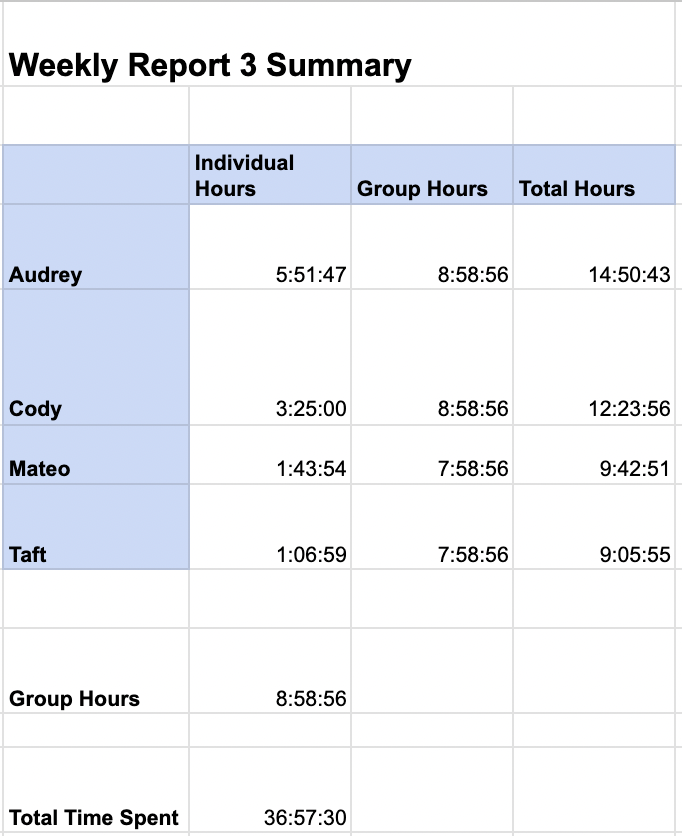 Weekly Report 3 Summary
Individual Hours Group Hours Total Hours
Audrey 5:51:47 8:58:56 14:50:43
Cody 3:25:00 8:58:56 12:23:56
Mateo 1:43:54 7:58:56 9:42:51
Taft 1:06:59 7:58:56 9:05:55
Group Hours 8:58:56
Total Time Spent 36:57:30